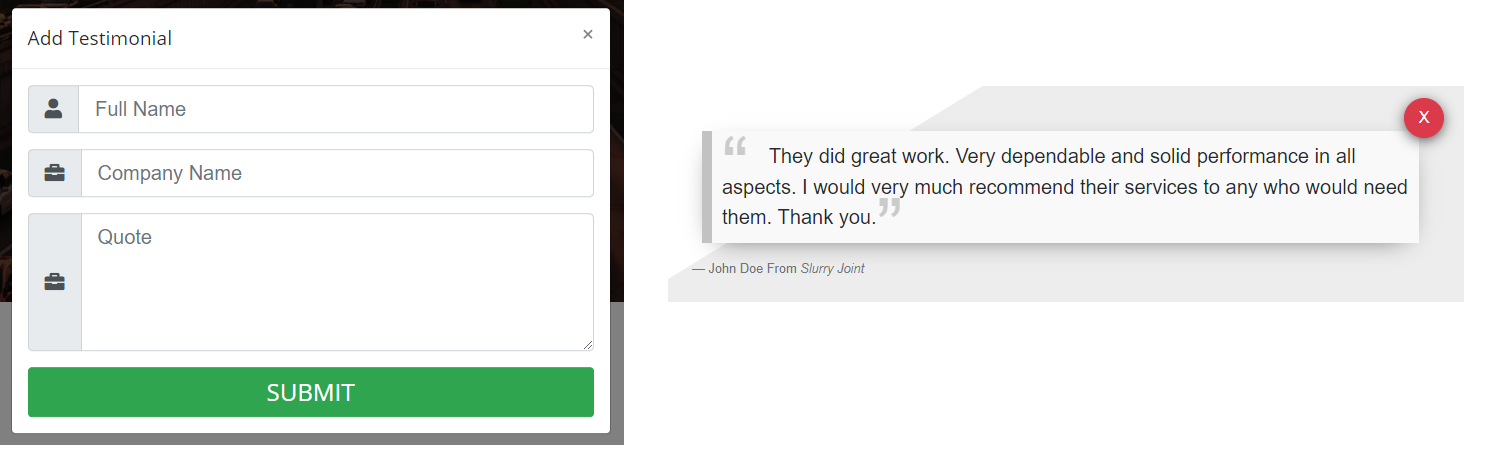 Add Testimonial
×
Full Name
Company Name
Quote
SUBMIT
X
“ They did great work. Very dependable and solid performance in all
aspects. I would very much recommend their services to any who would need
them. Thank you.”
— John Doe From Slurry Joint